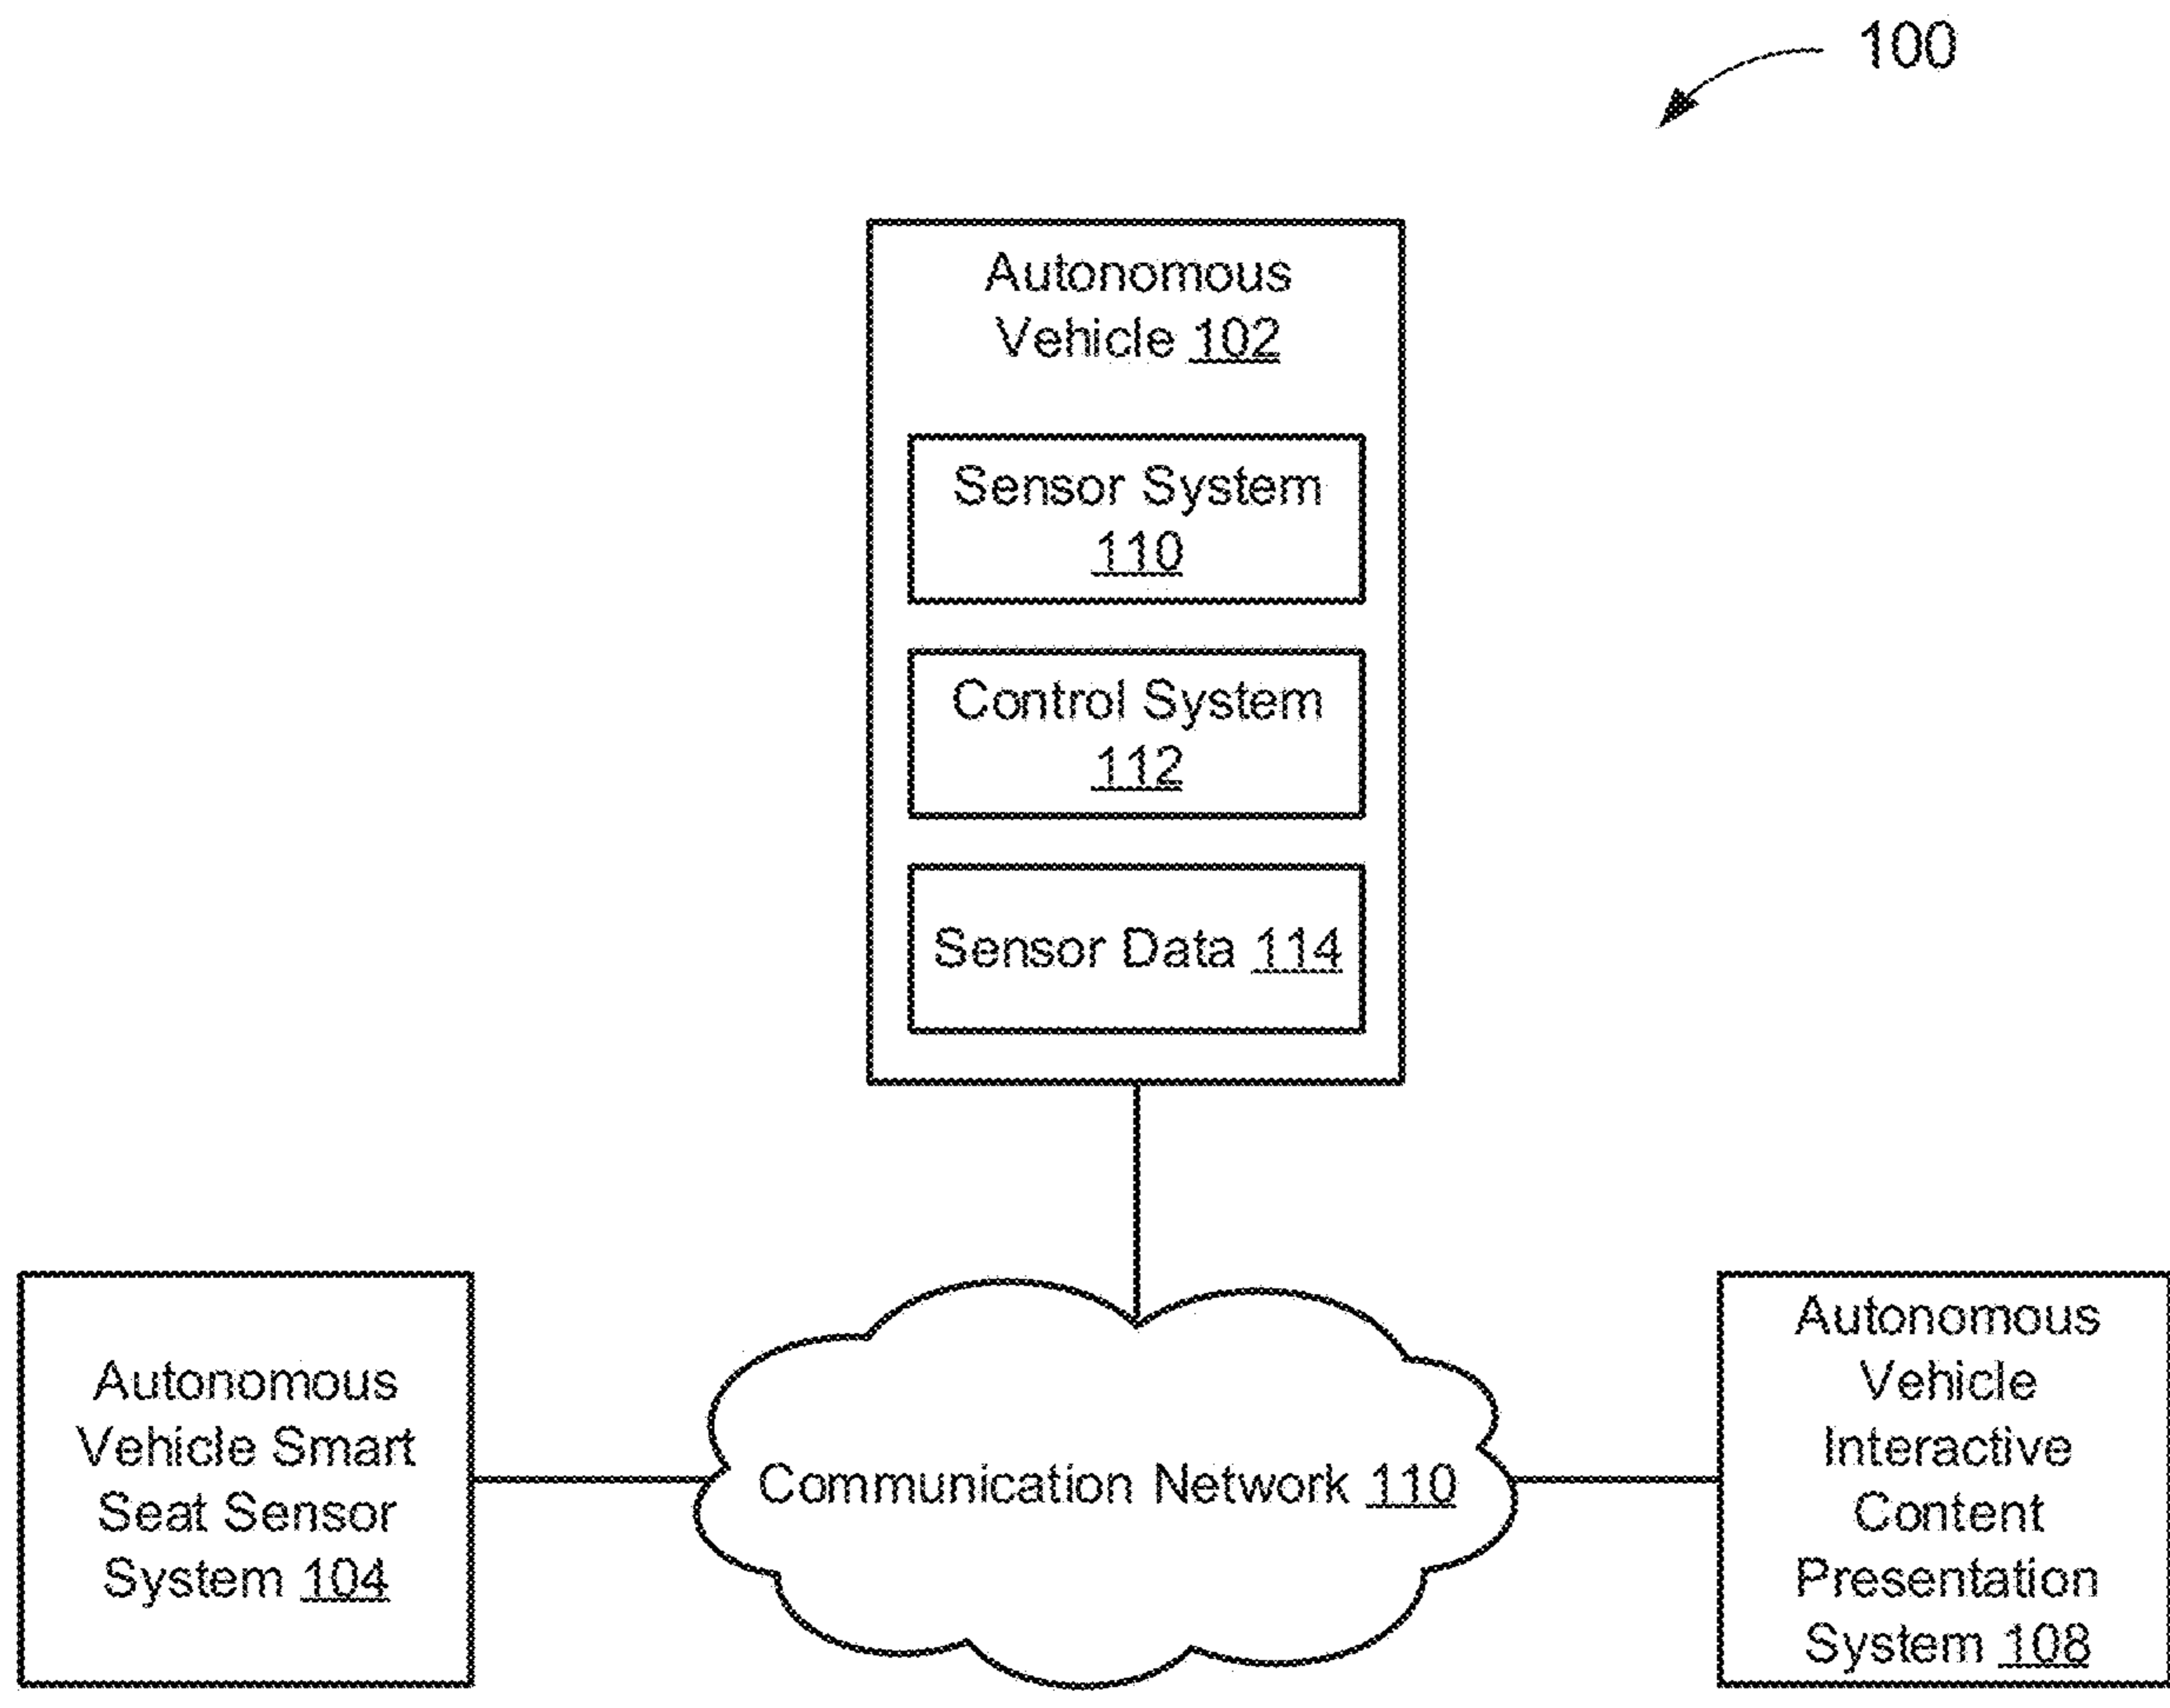 100
Autonomous
Vehicle 102
Sensor System
110
Control System
112
Sensor Data 114
Autonomous
Vehicle Smart
Seat Sensor
System 104
Communication Network 110
Autonomous
Vehicle
Interactive
Content
Presentation
System 108